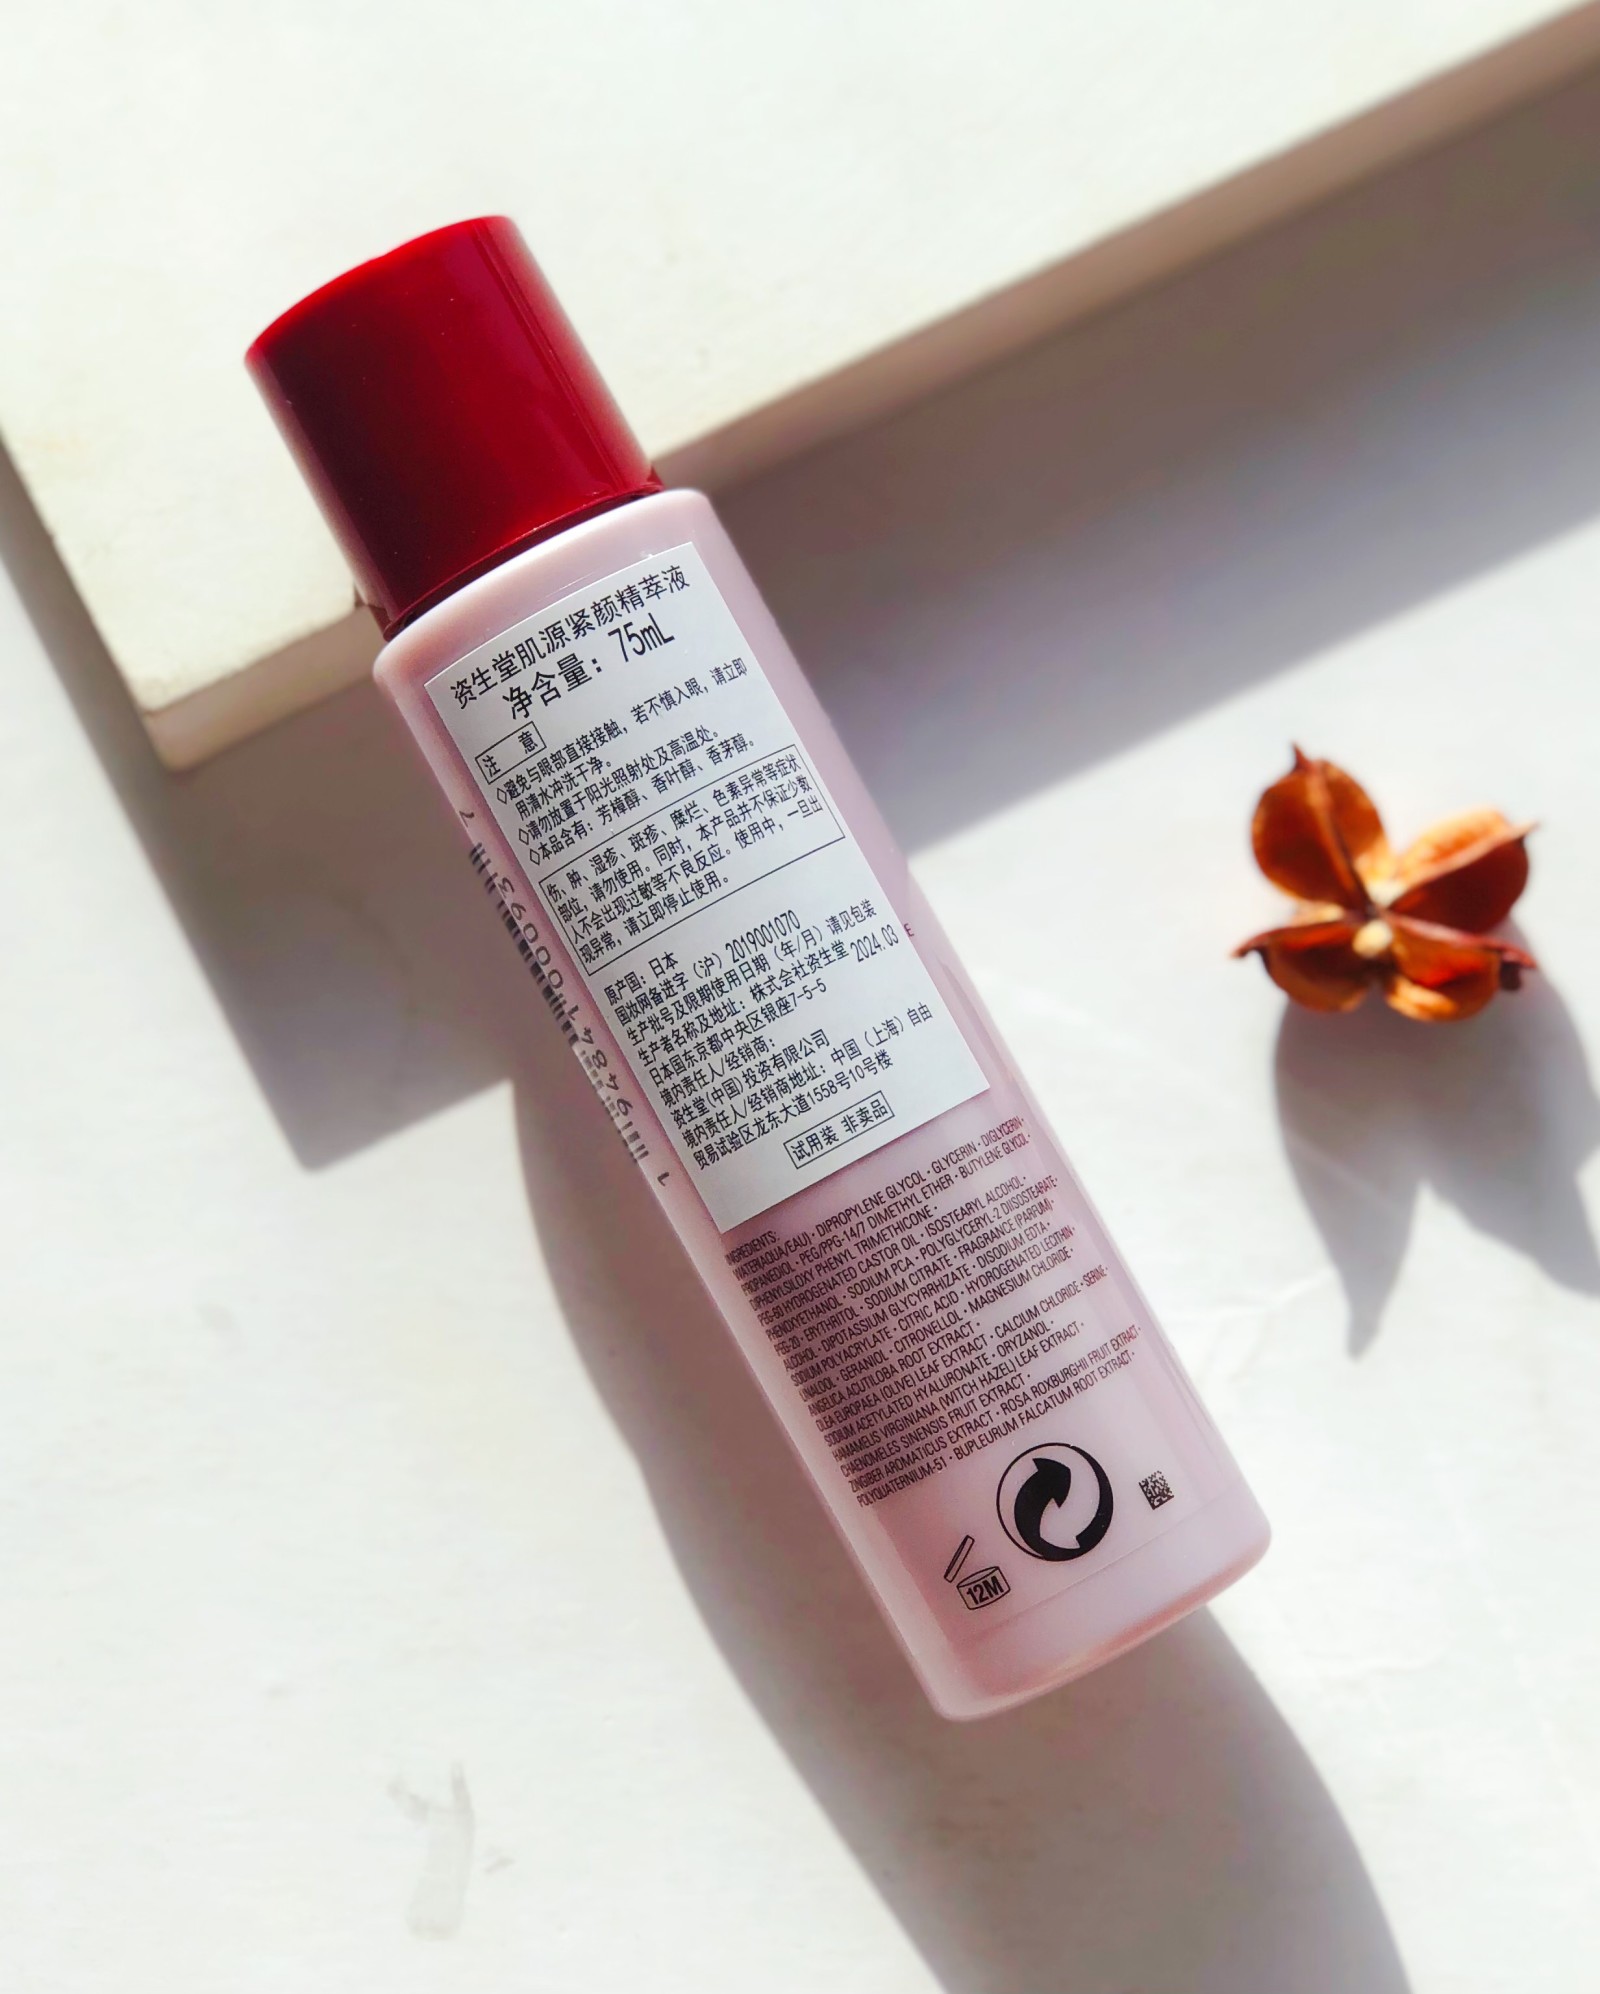 资生堂肌源紧颜精萃液
净含量：75mL
注 意
◇避免与眼部直接接触，若不慎入眼，请立即
用清水冲洗干净。
◇请勿放置于阳光照射处及高温处。
◇本品含有：芳樟醇、香叶醇、香茅醇。
伤、肿、湿疹、斑疹、糜烂、色素异常等症状
部位，请勿使用。同时，本产品并不保证少数
人不会出现过敏等不良反应。使用中，一旦出
现异常，请立即停止使用。
原产国：日本
国妆网备进字（沪）2019001070
生产批号及限期使用日期（年/月）请见包装
生产者名称及地址：株式会社资生堂 2024.03
日本国东京都中央区银座7-5-5
境内责任人/经销商：
资生堂(中国)投资有限公司
境内责任人/经销商地址：中国（上海）自由
贸易试验区龙东大道1558号10号楼
试用装 非卖品
INGREDIENTS:
WATER(AQUA/EAU)·DIPROPYLENE GLYCOL·GLYCERIN·DIGLYCERIN·
PROPANEDIOL·PEG/PPG-14/7 DIMETHYL ETHER·BUTYLENE GLYCOL·
DIPHENYLSILOXY PHENYL TRIMETHICONE·
PEG-60 HYDROGENATED CASTOR OIL·ISOSTEARYL ALCOHOL·
PHENOXYETHANOL·SODIUM PCA·POLYGLYCERYL-2 DIISOSTEARATE·
PEG-20·ERYTHRITOL·SODIUM CITRATE·FRAGRANCE (PARFUM)·
ALCOHOL·DIPOTASSIUM GLYCYRRHIZATE·DISODIUM EDTA·
SODIUM POLYACRYLATE·CITRIC ACID·HYDROGENATED LECITHIN·
LINALOOL·GERANIOL·CITRONELLOL·MAGNESIUM CHLORIDE·
ANGELICA ACUTILOBA ROOT EXTRACT·
OLEA EUROPAEA (OLIVE) LEAF EXTRACT·CALCIUM CHLORIDE·SERINE·
SODIUM ACETYLATED HYALURONATE·ORYZANOL·
HAMAMELIS VIRGINIANA (WITCH HAZEL) LEAF EXTRACT·
CHAENOMELES SINENSIS FRUIT EXTRACT·
ZINGIBER AROMATICUS EXTRACT·ROSA ROXBURGHII FRUIT EXTRACT·
POLYQUATERNIUM-51·BUPLEURUM FALCATUM ROOT EXTRACT·
12M